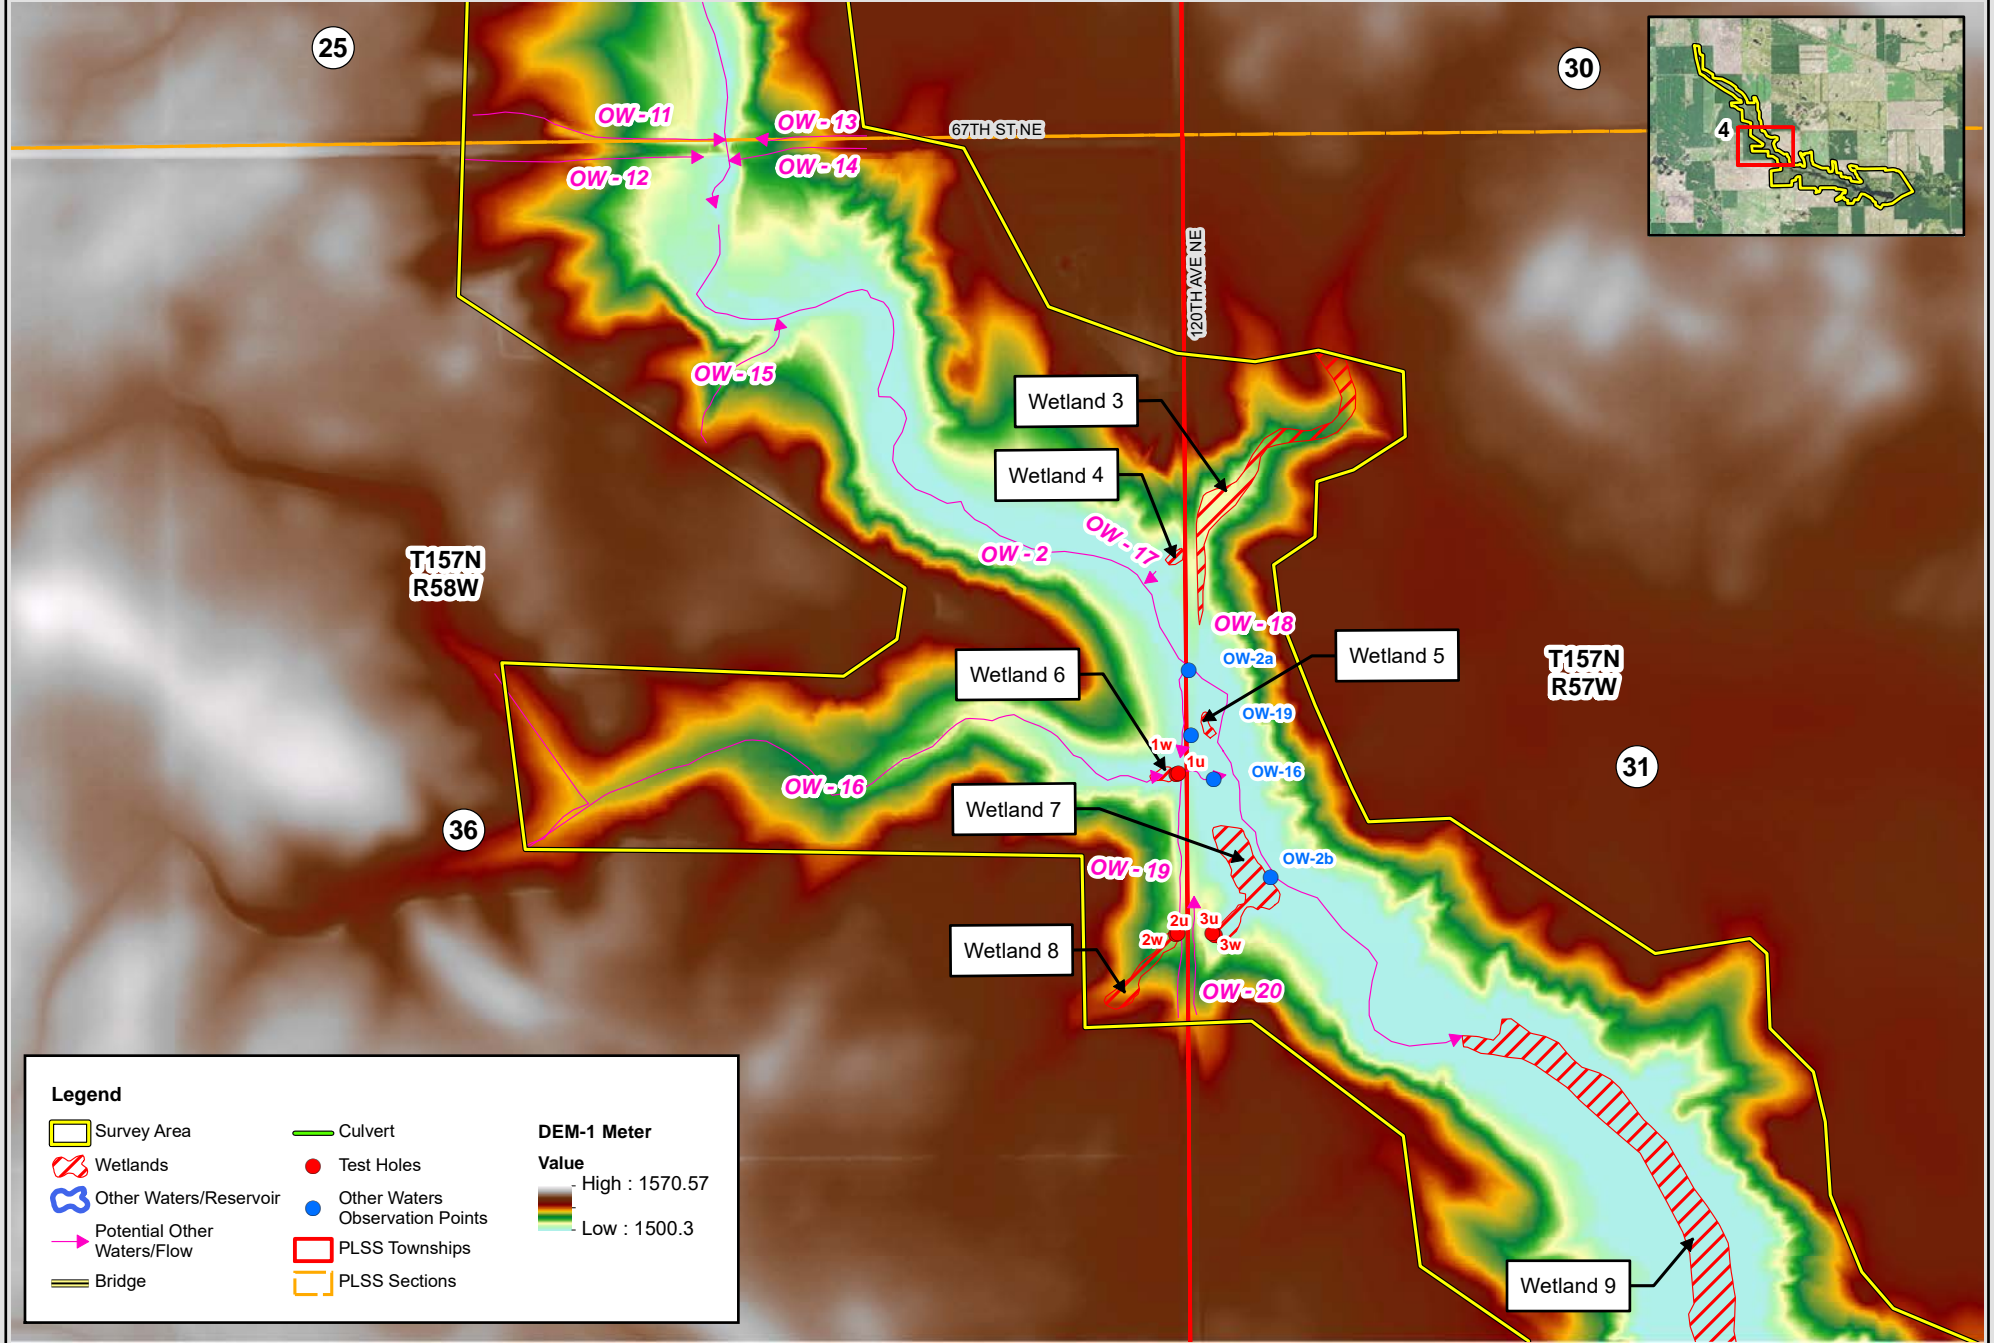 25
30
4
OW - 11
OW - 13
67TH ST NE
OW - 12
OW - 14
120TH AVE NE
OW - 15
Wetland 3
Wetland 4
OW - 17
OW - 2
T157N
R58W
OW - 18
Wetland 5
OW-2a
T157N
R57W
Wetland 6
OW-19
1w
1u
OW-16
31
OW - 16
Wetland 7
36
OW-2b
OW - 19
2u
3u
2w
3w
Wetland 8
OW - 20
Wetland 9
Legend
Survey Area
Wetlands
Other Waters/Reservoir
Potential Other
Waters/Flow
Bridge
Culvert
Test Holes
Other Waters
Observation Points
PLSS Townships
PLSS Sections
DEM-1 Meter
Value
High : 1570.57
Low : 1500.3